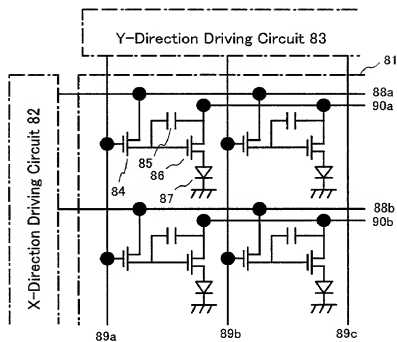 Y-Direction Driving Circuit 83
81
X-Direction Driving Circuit 82
88a
90a
85
84
86
87
88b
90b
89a
89b
89c